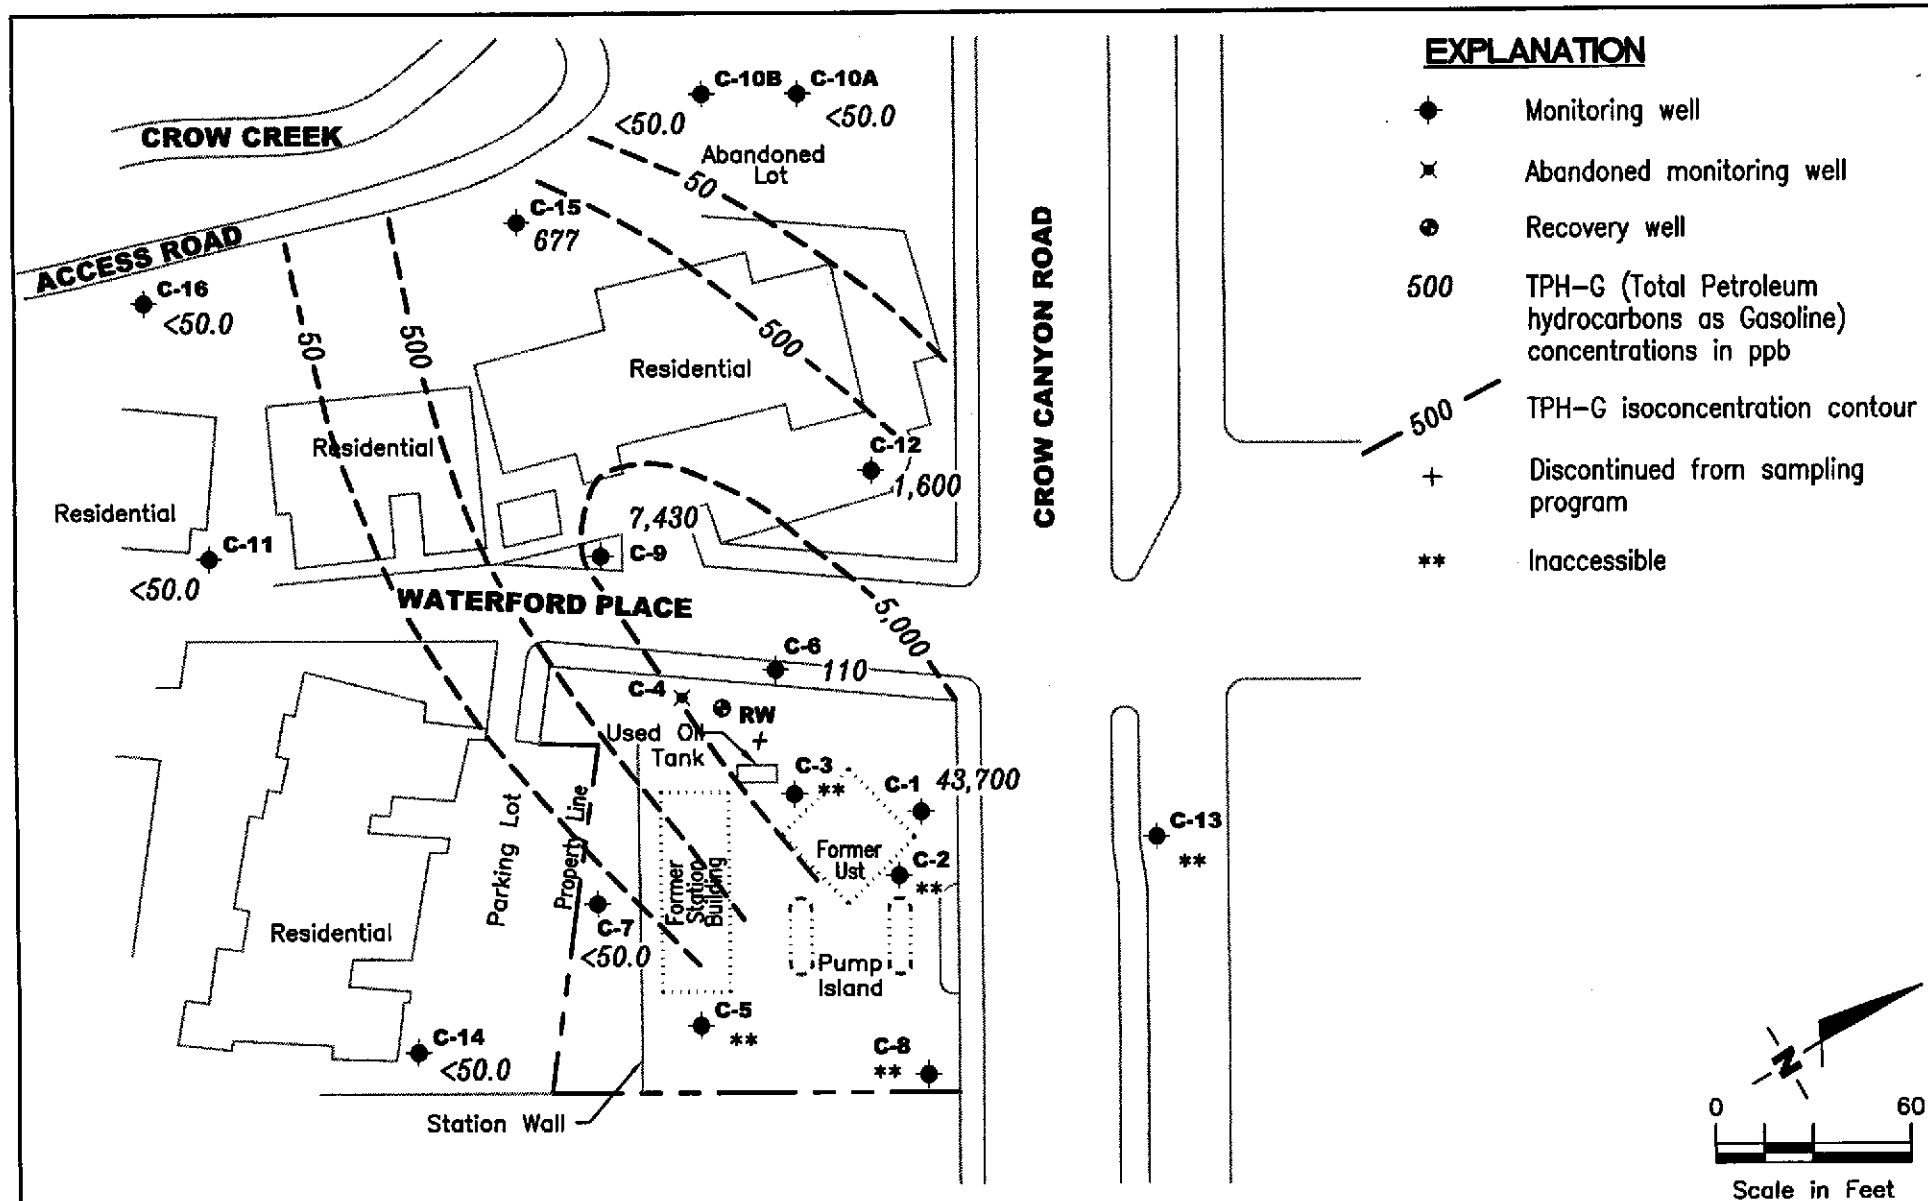 EXPLANATION
Monitoring well
Abandoned monitoring well
Recovery well
500 TPH-G (Total Petroleum
hydrocarbons as Gasoline)
concentrations in ppb
500 TPH-G isoconcentration contour
+ Discontinued from sampling
program
** Inaccessible
C-10B
C-10A
<50.0
<50.0
CROW CREEK
Abandoned
Lot
50
C-15
677
ACCESS ROAD
C-16
<50.0
50
500
500
CROW CANYON ROAD
Residential
Residential
Residential
C-12
1,600
7,430
C-9
C-11
<50.0
WATERFORD PLACE
5,000
C-6
110
C-4
RW
+
Used Oil
Tank
C-3
**
C-1
43,700
C-13
**
Parking Lot
Property Line
Former
Station
Building
Former
Ust
C-2
**
C-7
<50.0
Residential
Pump
Island
C-5
**
C-14
<50.0
C-8
**
Station Wall
N
0 60
Scale in Feet